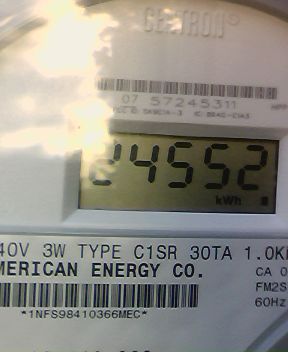 CENTRON®
07 57245311
24552
kWh
40V 3W TYPE C1SR 30TA 1.0K
MERICAN ENERGY CO.
CA 0
FM2S
60Hz
*1NFS98410366MEC*